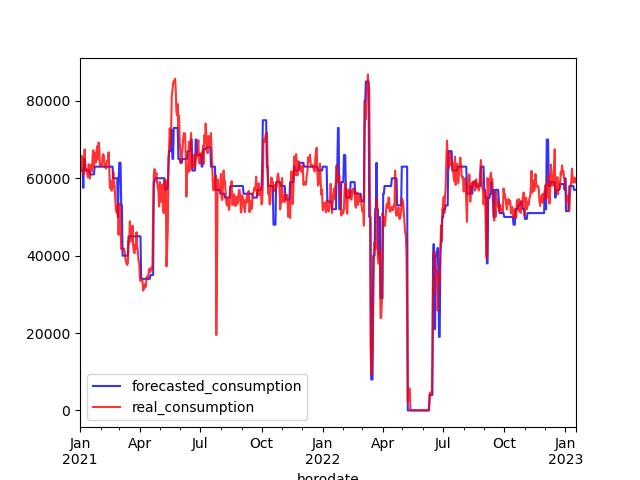 80000
60000
40000
20000
0
forecasted_consumption
real_consumption
Jan Apr Jul Oct Jan Apr Jul Oct Jan
2021 2022 2023
horodate